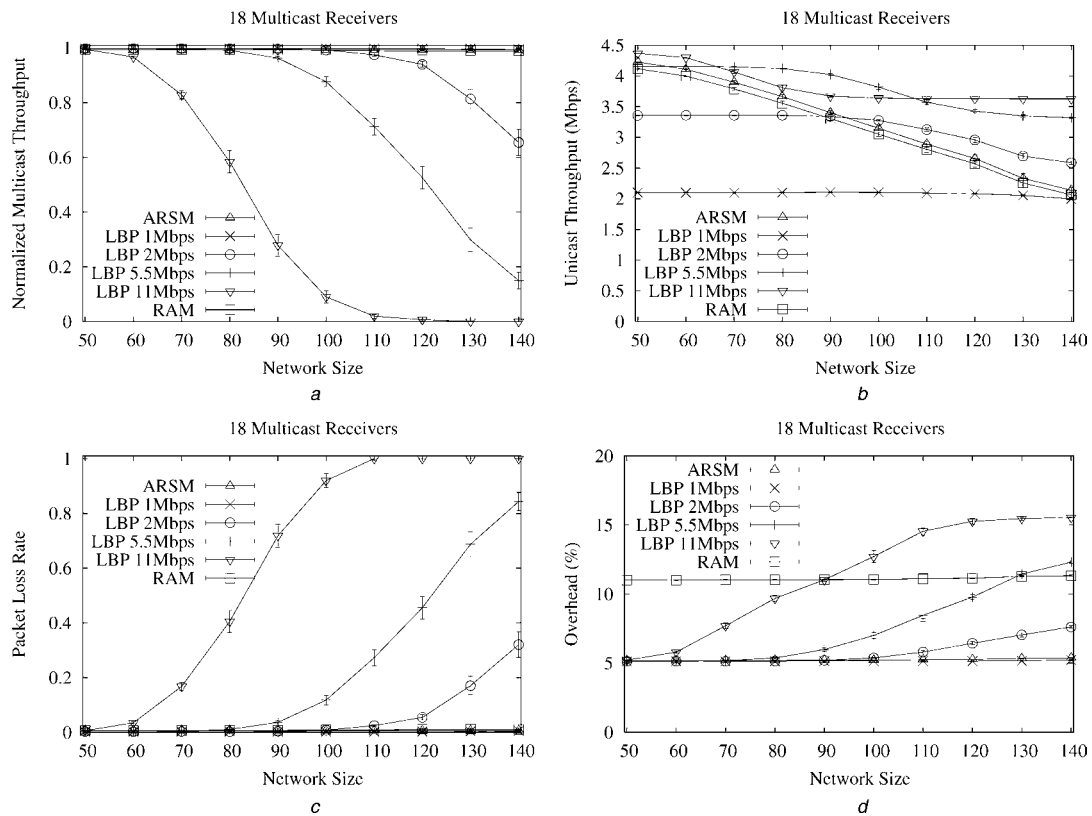 18 Multicast Receivers
Normalized Multicast Throughput
1
0.8
0.6
0.4
0.2
0
ARSM
LBP 1Mbps
LBP 2Mbps
LBP 5.5Mbps
LBP 11Mbps
RAM
50 60 70 80 90 100 110 120 130 140
Network Size
a
18 Multicast Receivers
Unicast Throughput (Mbps)
4.5
4
3.5
3
2.5
2
1.5
1
0.5
0
ARSM
LBP 1Mbps
LBP 2Mbps
LBP 5.5Mbps
LBP 11Mbps
RAM
50 60 70 80 90 100 110 120 130 140
Network Size
b
18 Multicast Receivers
Packet Loss Rate
1
0.8
0.6
0.4
0.2
0
ARSM
LBP 1Mbps
LBP 2Mbps
LBP 5.5Mbps
LBP 11Mbps
RAM
50 60 70 80 90 100 110 120 130 140
Network Size
c
18 Multicast Receivers
Overhead (%)
20
15
10
5
0
ARSM
LBP 1Mbps
LBP 2Mbps
LBP 5.5Mbps
LBP 11Mbps
RAM
50 60 70 80 90 100 110 120 130 140
Network Size
d